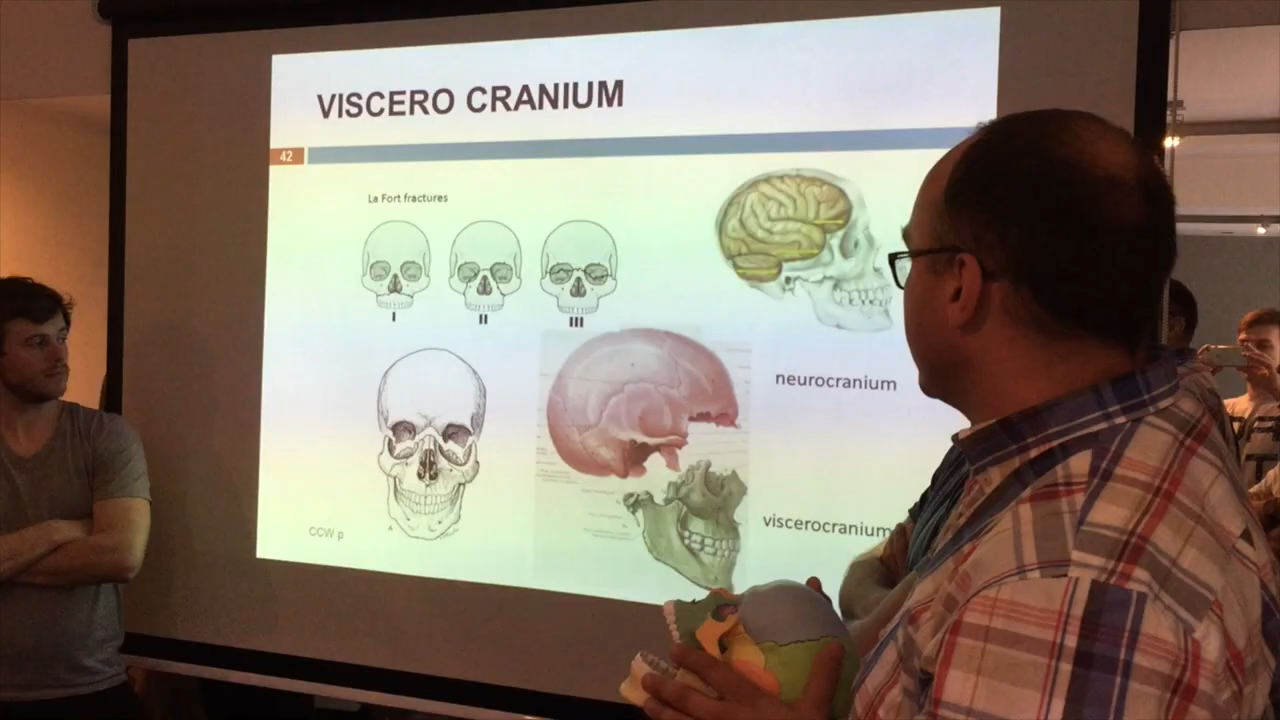 VISCERO CRANIUM
42
La Fort fractures
I
II
III
neurocranium
viscerocranium
CCW p
A